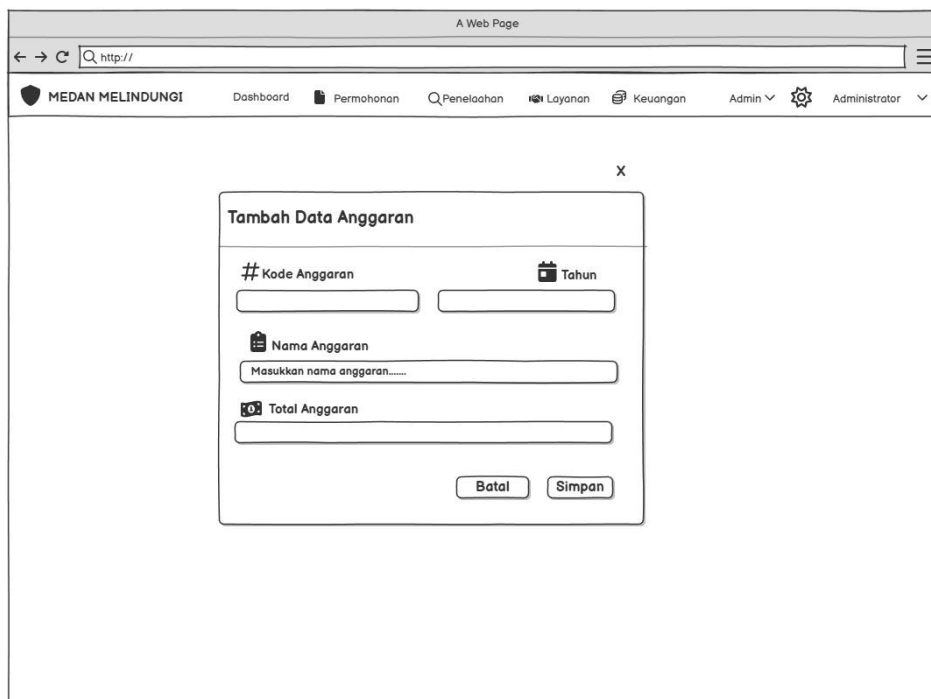 A Web Page
http://
MEDAN MELINDUNGI Dashboard Permohonan Penelaahan Layanan Keuangan Admin Administrator
X
Tambah Data Anggaran
# Kode Anggaran Tahun
Nama Anggaran
Masukkan nama anggaran.......
Total Anggaran
Batal Simpan